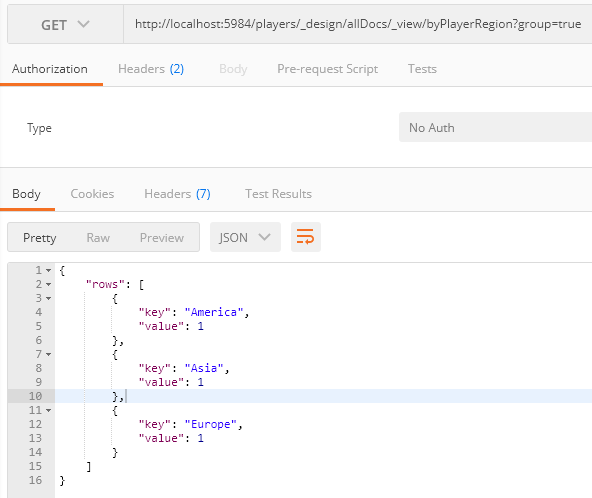 GET http://localhost:5984/players/_design/allDocs/_view/byPlayerRegion?group=true
Authorization Headers (2) Body Pre-request Script Tests
Type No Auth
Body Cookies Headers (7) Test Results
Pretty Raw Preview JSON
1 {
2 "rows": [
3 {
4 "key": "America",
5 "value": 1
6 },
7 {
8 "key": "Asia",
9 "value": 1
10 },
11 {
12 "key": "Europe",
13 "value": 1
14 }
15 ]
16 }